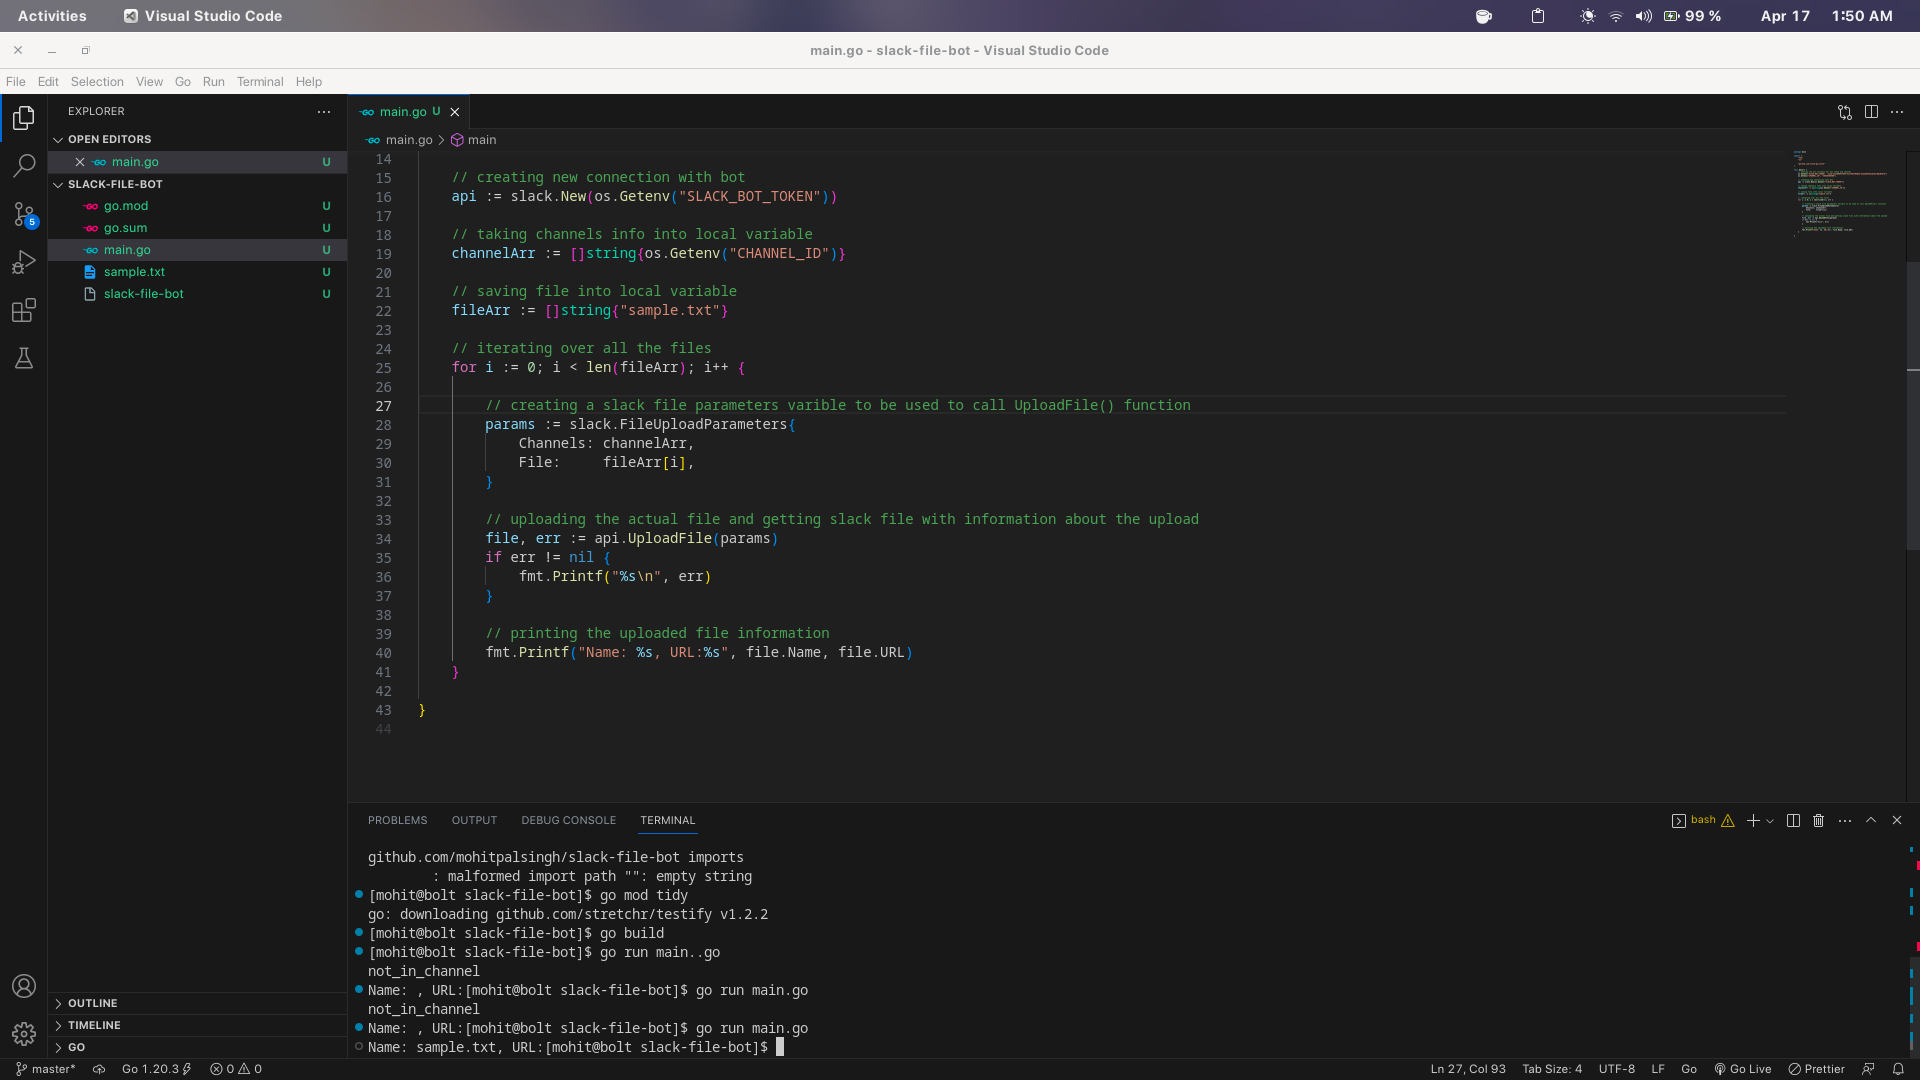 Activities
Visual Studio Code
99 %
Apr 17
1:50 AM
main.go - slack-file-bot - Visual Studio Code
File Edit Selection View Go Run Terminal Help
EXPLORER
OPEN EDITORS
main.go U
SLACK-FILE-BOT
go.mod U
go.sum U
main.go U
sample.txt U
slack-file-bot U
5
OUTLINE
TIMELINE
GO
main.go U
main.go > main
14
15 // creating new connection with bot
16 api := slack.New(os.Getenv("SLACK_BOT_TOKEN"))
17
18 // taking channels info into local variable
19 channelArr := []string{os.Getenv("CHANNEL_ID")}
20
21 // saving file into local variable
22 fileArr := []string{"sample.txt"}
23
24 // iterating over all the files
25 for i := 0; i < len(fileArr); i++ {
26
27 // creating a slack file parameters varible to be used to call UploadFile() function
28 params := slack.FileUploadParameters{
29 Channels: channelArr,
30 File: fileArr[i],
31 }
32
33 // uploading the actual file and getting slack file with information about the upload
34 file, err := api.UploadFile(params)
35 if err != nil {
36 fmt.Printf("%s\n", err)
37 }
38
39 // printing the uploaded file information
40 fmt.Printf("Name: %s, URL:%s", file.Name, file.URL)
41 }
42
43 }
44
PROBLEMS OUTPUT DEBUG CONSOLE TERMINAL
bash
github.com/mohitpalsingh/slack-file-bot imports
: malformed import path "": empty string
[mohit@bolt slack-file-bot]$ go mod tidy
go: downloading github.com/stretchr/testify v1.2.2
[mohit@bolt slack-file-bot]$ go build
[mohit@bolt slack-file-bot]$ go run main..go
not_in_channel
Name: , URL:[mohit@bolt slack-file-bot]$ go run main.go
not_in_channel
Name: , URL:[mohit@bolt slack-file-bot]$ go run main.go
Name: sample.txt, URL:[mohit@bolt slack-file-bot]$
master* Go 1.20.3 0 0
Ln 27, Col 93 Tab Size: 4 UTF-8 LF Go Go Live Prettier